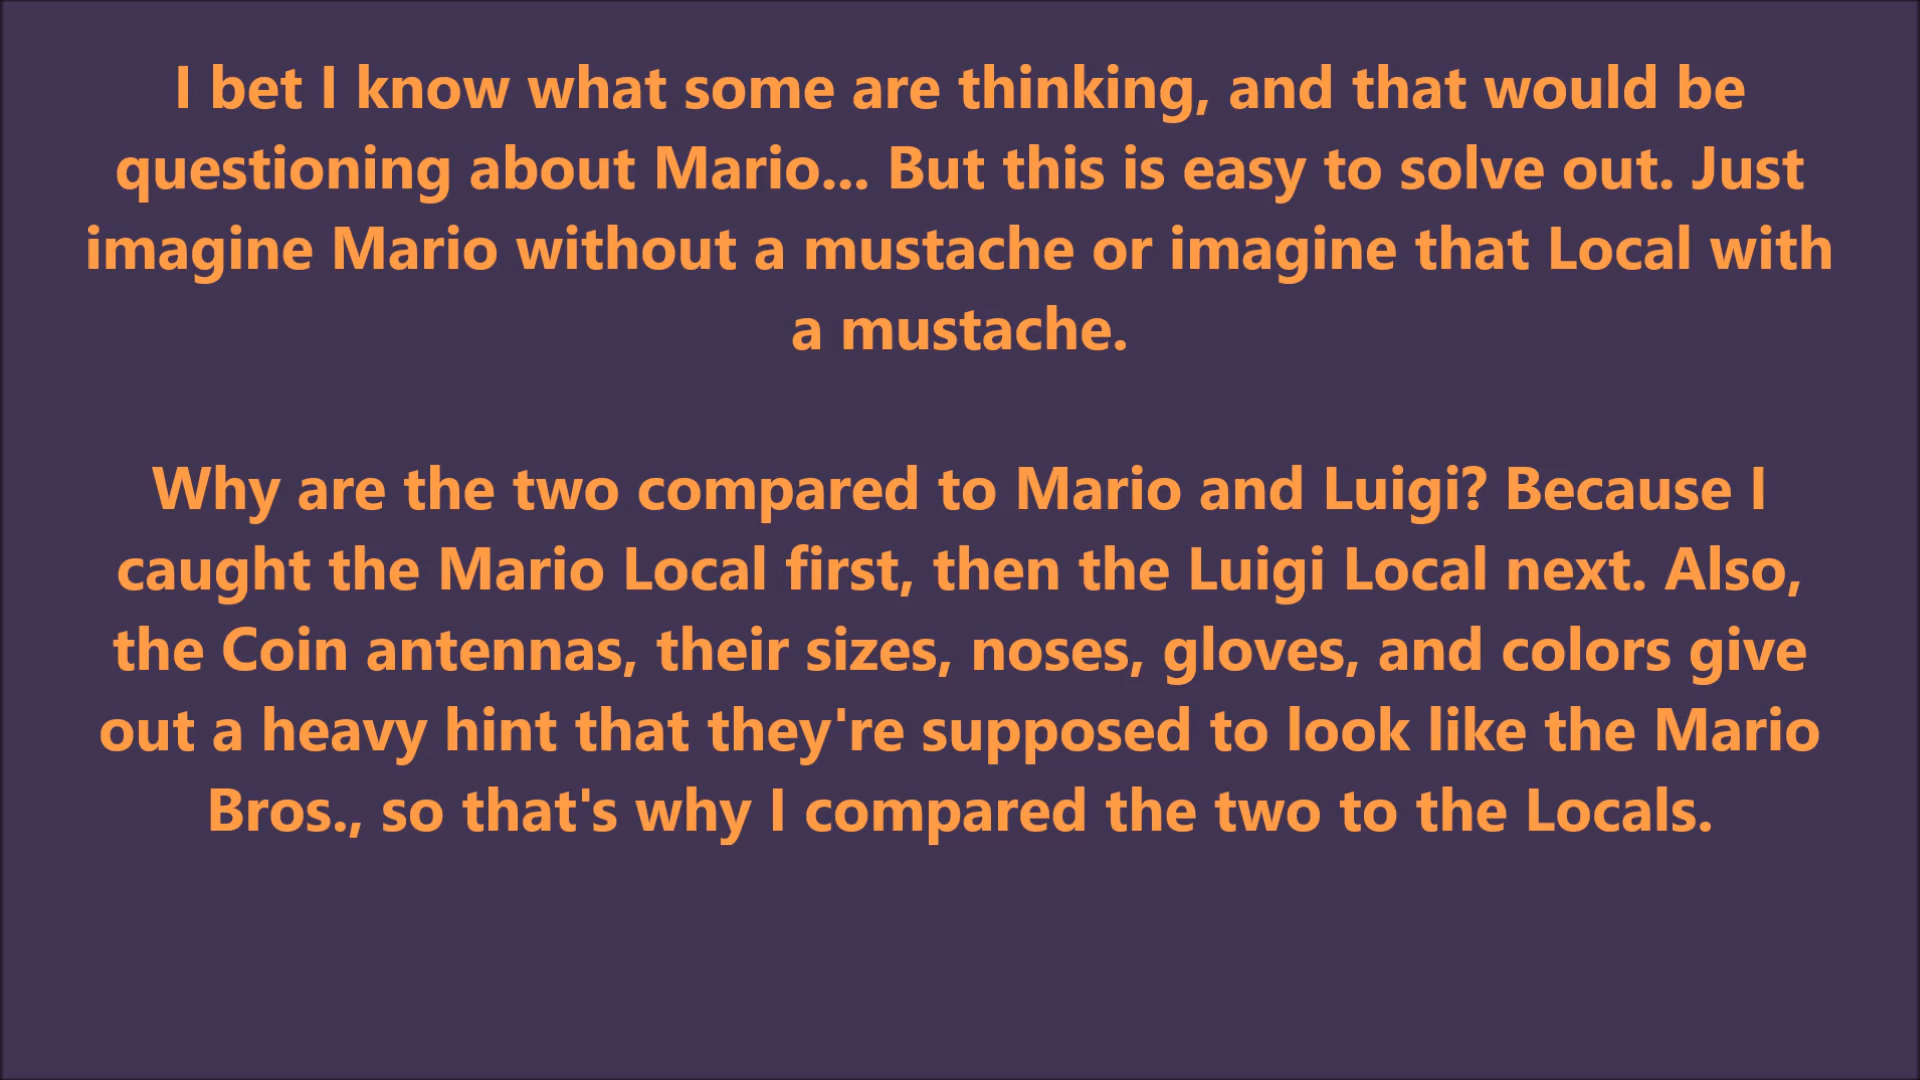 I bet I know what some are thinking, and that would be
questioning about Mario... But this is easy to solve out. Just
imagine Mario without a mustache or imagine that Local with
a mustache.
Why are the two compared to Mario and Luigi? Because I
caught the Mario Local first, then the Luigi Local next. Also,
the Coin antennas, their sizes, noses, gloves, and colors give
out a heavy hint that they're supposed to look like the Mario
Bros., so that's why I compared the two to the Locals.